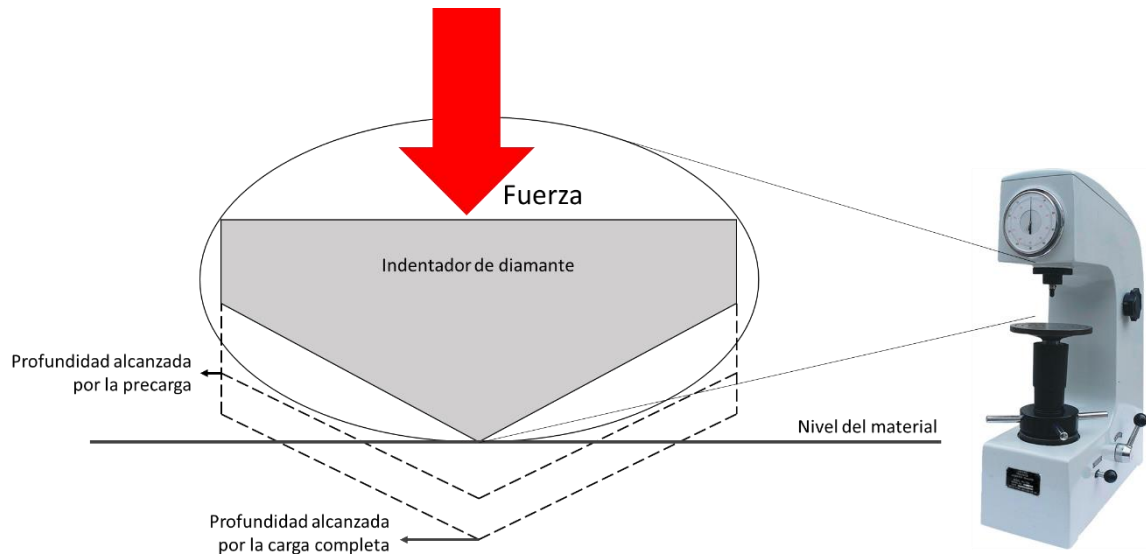 Fuerza
Indentador de diamante
Profundidad alcanzada
por la precarga
Nivel del material
Profundidad alcanzada
por la carga completa